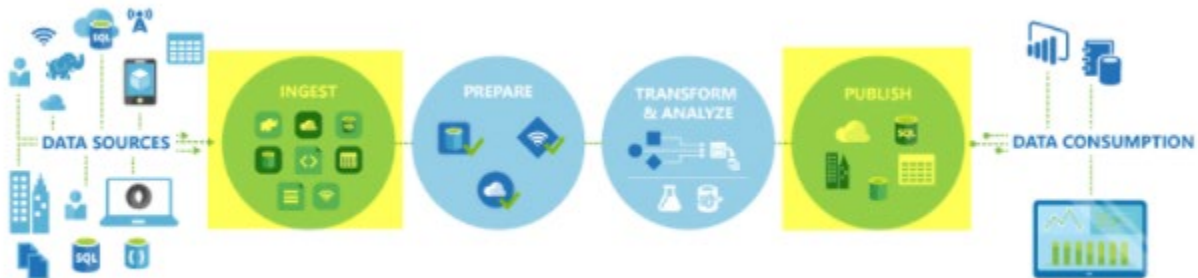 SQL
INGEST
PREPARE
TRANSFORM
& ANALYZE
PUBLISH
SQL
DATA SOURCES
DATA CONSUMPTION
SQL